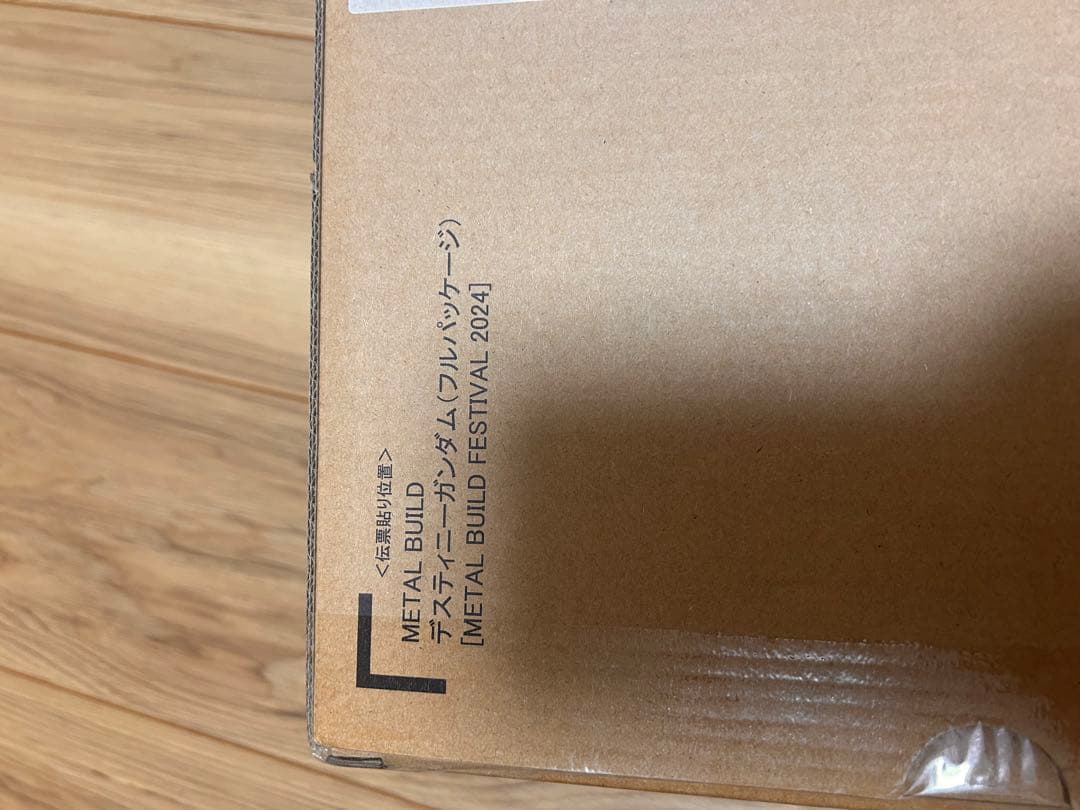 <伝票貼り位置>
METAL BUILD
デスティニーガンダム(フルパッケージ)
[METAL BUILD FESTIVAL 2024]